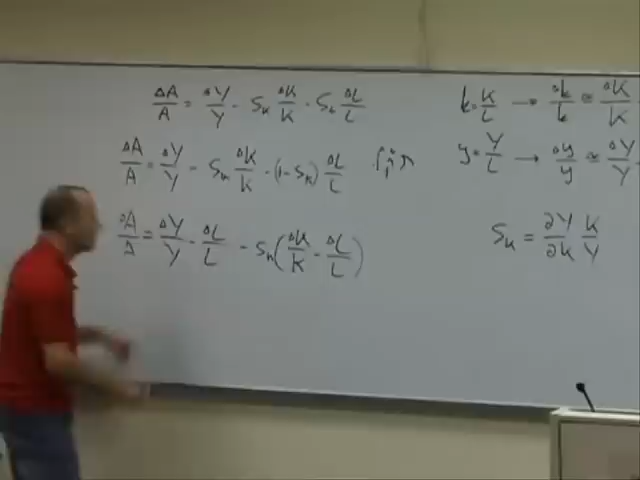 ΔA/A = ΔY/Y - S_K ΔK/K - S_L ΔL/L
ΔA/A = ΔY/Y - S_K ΔK/K - (1 - S_K) ΔL/L
ΔA/A = ΔY/Y - ΔL/L - S_K (ΔK/K - ΔL/L)
k = K/L → Δk/k ≅ ΔK/K
y = Y/L → Δy/y ≅ ΔY/Y
S_K = ∂Y/∂K K/Y